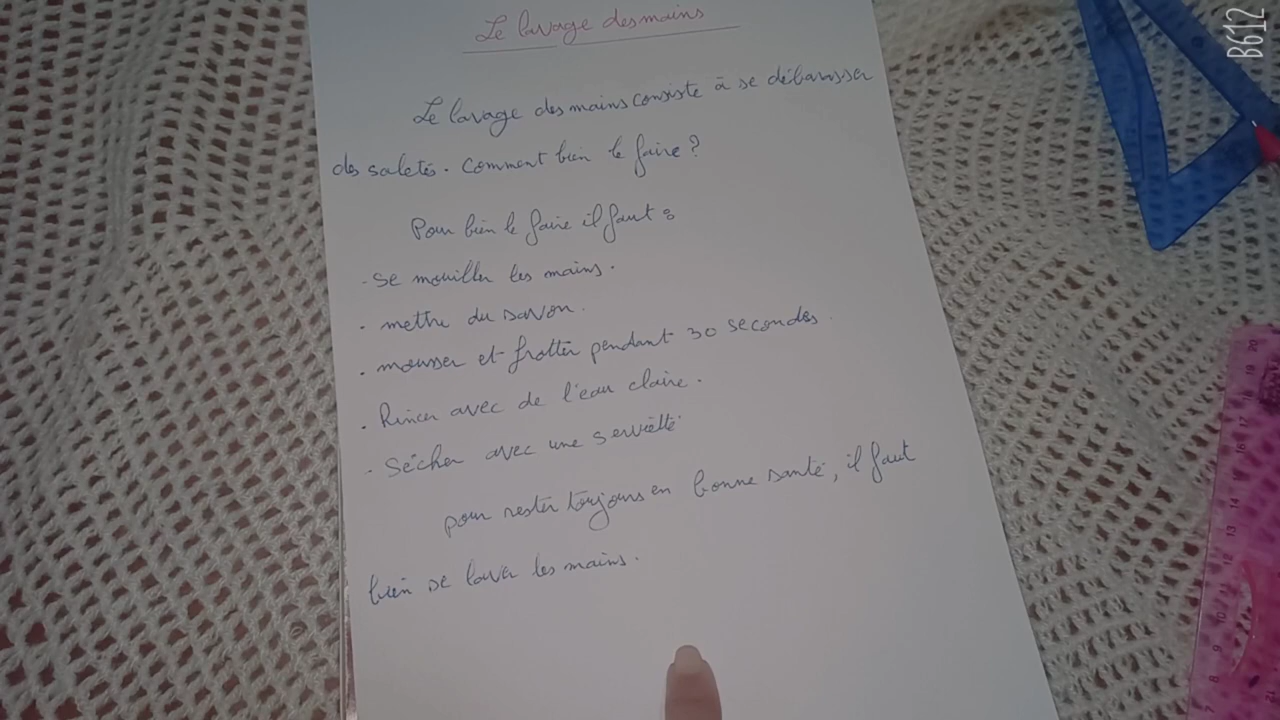 Le lavage des mains
Le lavage des mains consiste à se débarasser
des saletés. Comment bien le faire ?
Pour bien le faire il faut :
- Se mouiller les mains.
- mettre du savon.
- mousser et frotter pendant 30 secondes.
- Rincer avec de l'eau claire.
- Sécher avec une serviette
pour rester toujours en bonne santé, il faut
bien se laver les mains.
B612